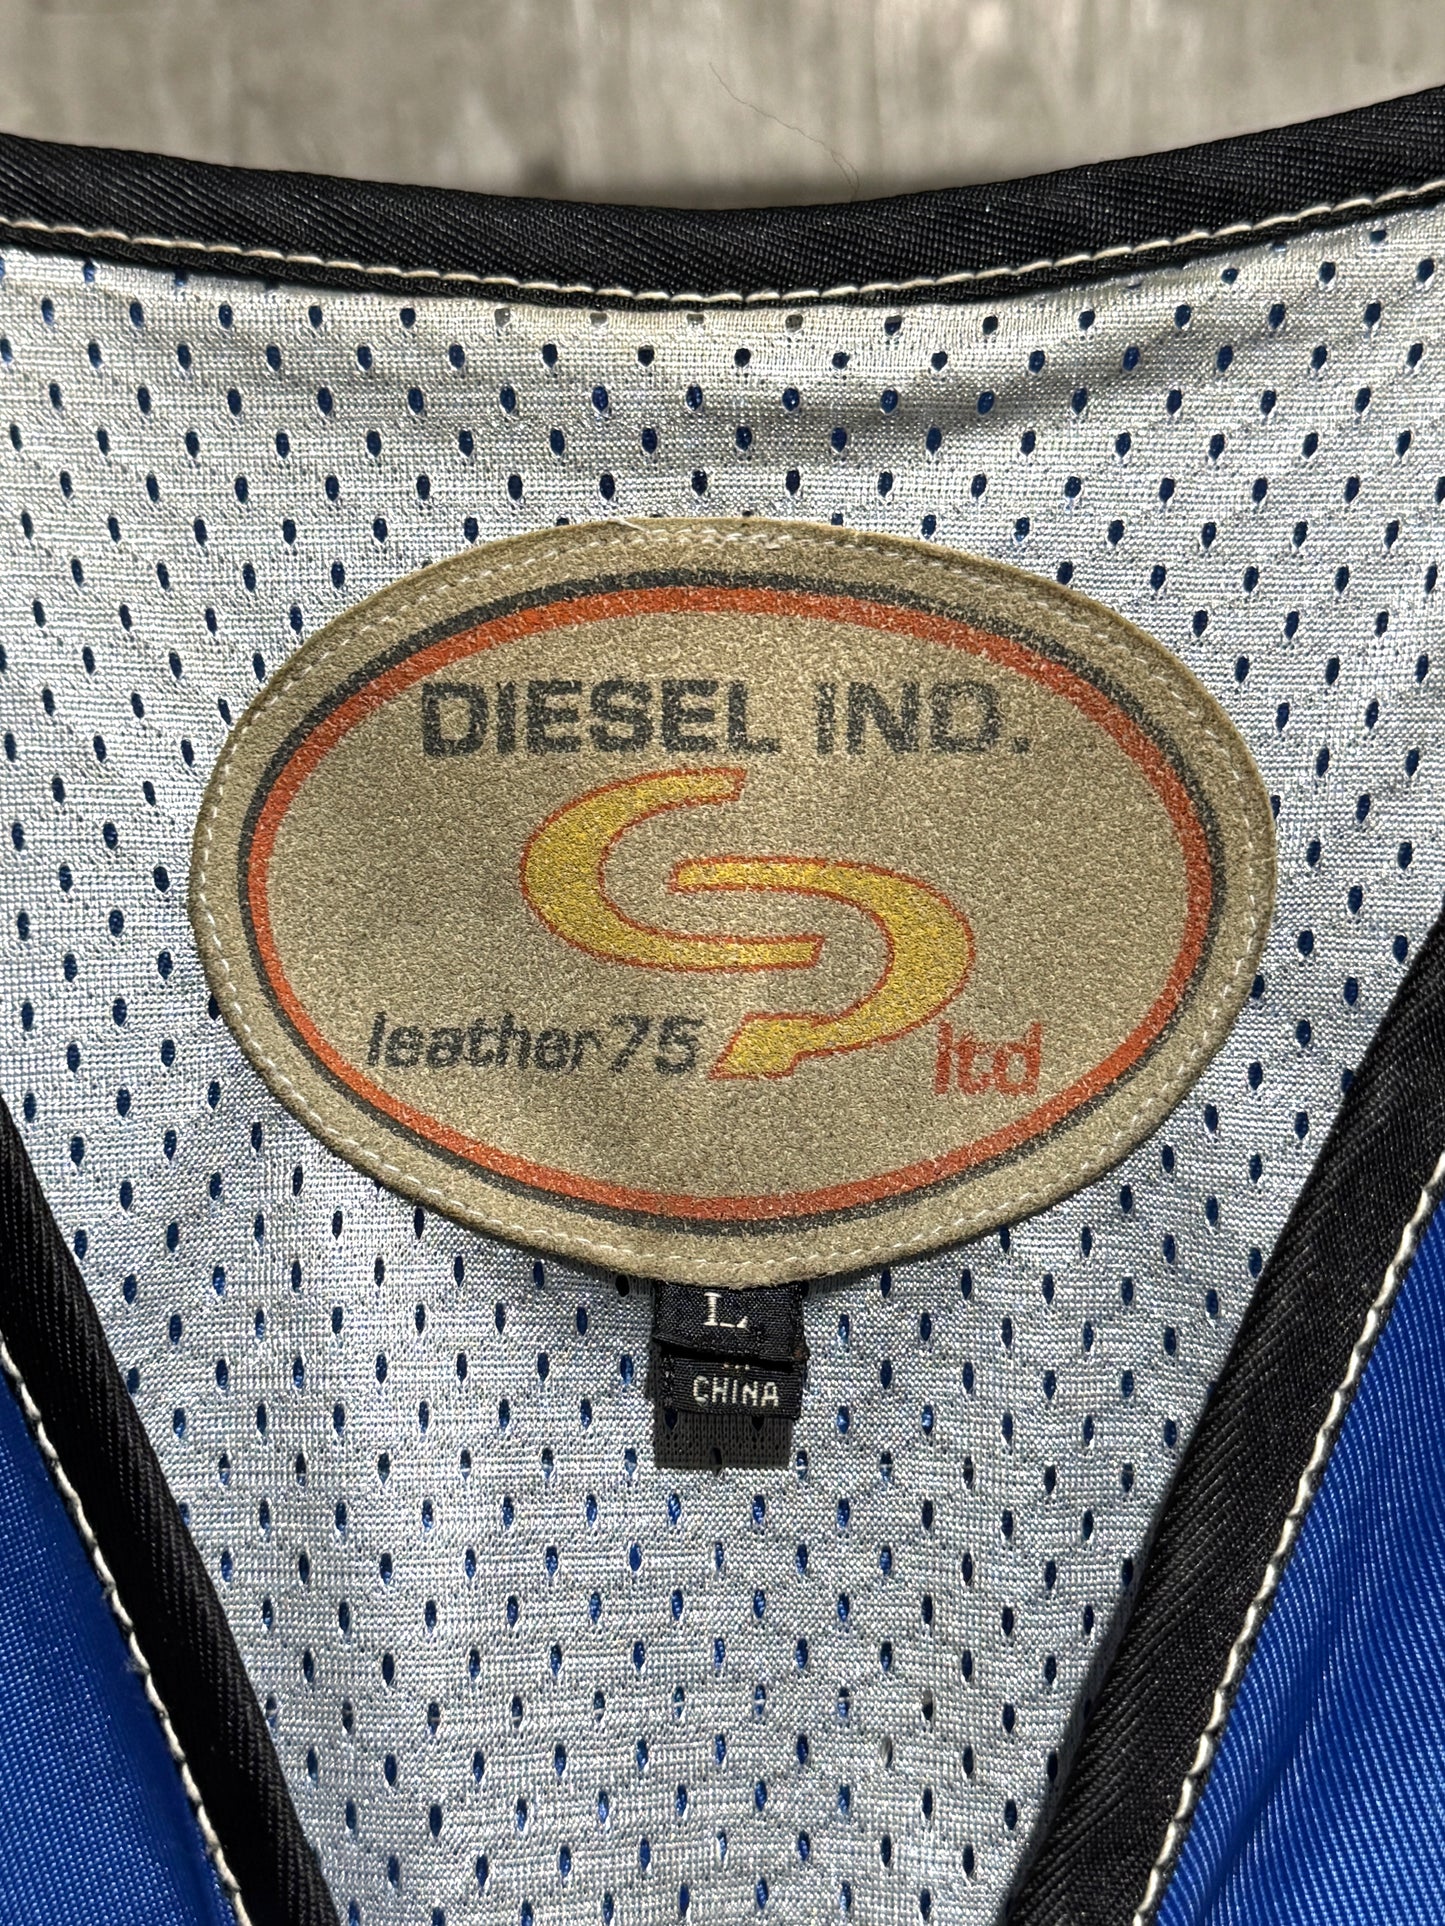 DIESEL IND.
leather75 ltd
L
CHINA